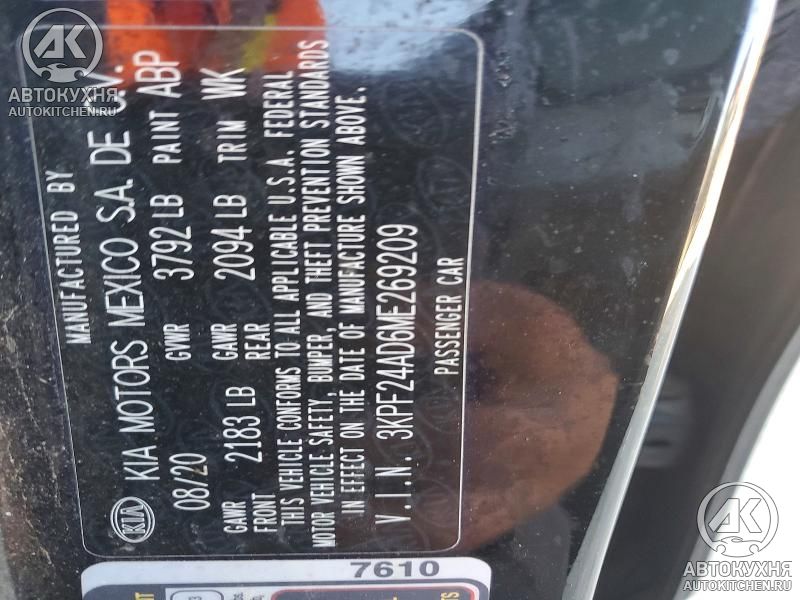 MANUFACTURED BY
KIA KIA MOTORS MEXICO S.A. DE C.V.
08/20 GVWR 3792 LB PAINT ABP
GAWR FRONT 2183 LB GAWR REAR 2094 LB TRIM WK
THIS VEHICLE CONFORMS TO ALL APPLICABLE U.S.A. FEDERAL
MOTOR VEHICLE SAFETY, BUMPER, AND THEFT PREVENTION STANDARDS
IN EFFECT ON THE DATE OF MANUFACTURE SHOWN ABOVE.
V.I.N. 3KPF24AD6ME269209
PASSENGER CAR
7610
АК
АВТОКУХНЯ
AUTOKITCHEN.RU
АК
АВТОКУХНЯ
AUTOKITCHEN.RU